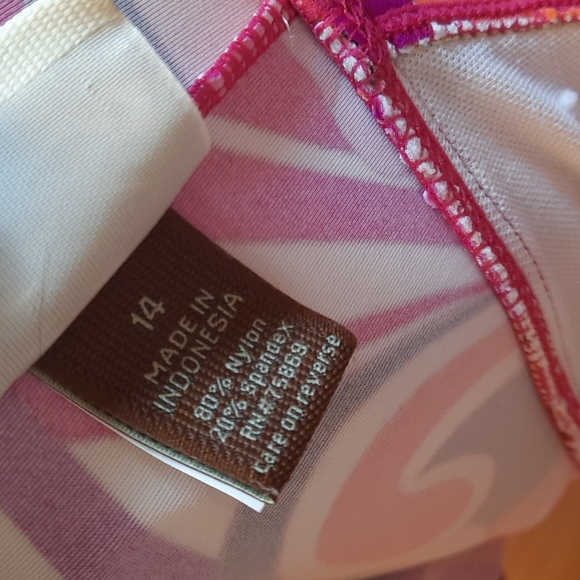 14
MADE IN
INDONESIA
80% Nylon
20% Spandex
RN#75869
Care on reverse